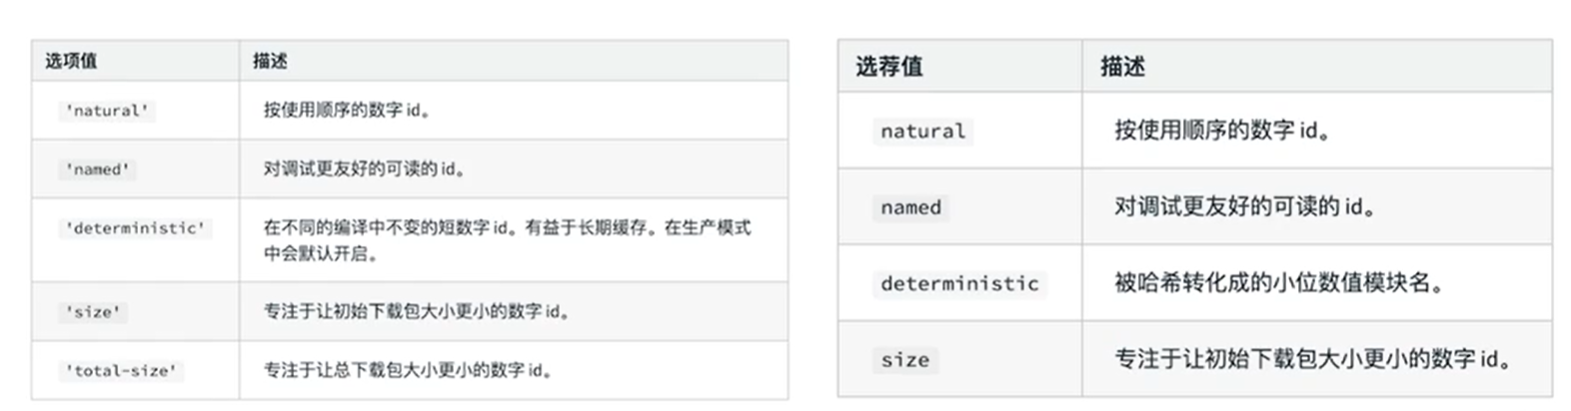 选项值 描述
'natural' 按使用顺序的数字 id。
'named' 对调试更友好的可读的 id。
'deterministic' 在不同的编译中不变的短数字 id。有益于长期缓存。在生产模式
中会默认开启。
'size' 专注于让初始下载包大小更小的数字 id。
'total-size' 专注于让总下载包大小更小的数字 id。
选荐值 描述
natural 按使用顺序的数字 id。
named 对调试更友好的可读的 id。
deterministic 被哈希转化成的小位数值模块名。
size 专注于让初始下载包大小更小的数字 id。